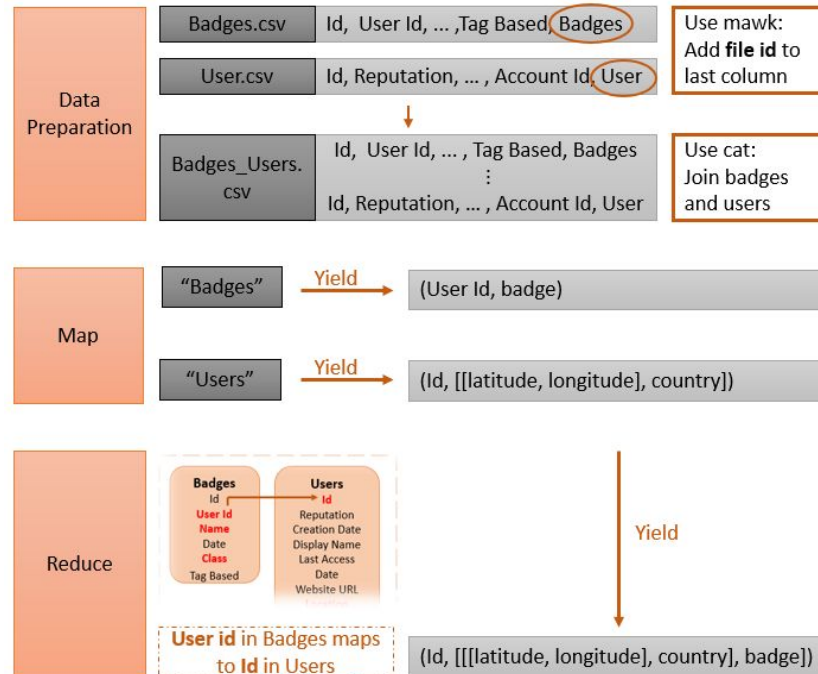 Data
Preparation
Badges.csv
Id, User Id, ... ,Tag Based, Badges
Use mawk:
Add file id to
last column
User.csv
Id, Reputation, ... , Account Id, User
Badges_Users.
csv
Id, User Id, ... , Tag Based, Badges
⋮
Id, Reputation, ... , Account Id, User
Use cat:
Join badges
and users
Map
“Badges”
Yield
(User Id, badge)
“Users”
Yield
(Id, [[latitude, longitude], country])
Reduce
Badges
Id
User Id
Name
Date
Class
Tag Based
Users
Id
Reputation
Creation Date
Display Name
Last Access
Date
Website URL
Yield
User id in Badges maps
to Id in Users
(Id, [[[latitude, longitude], country], badge])